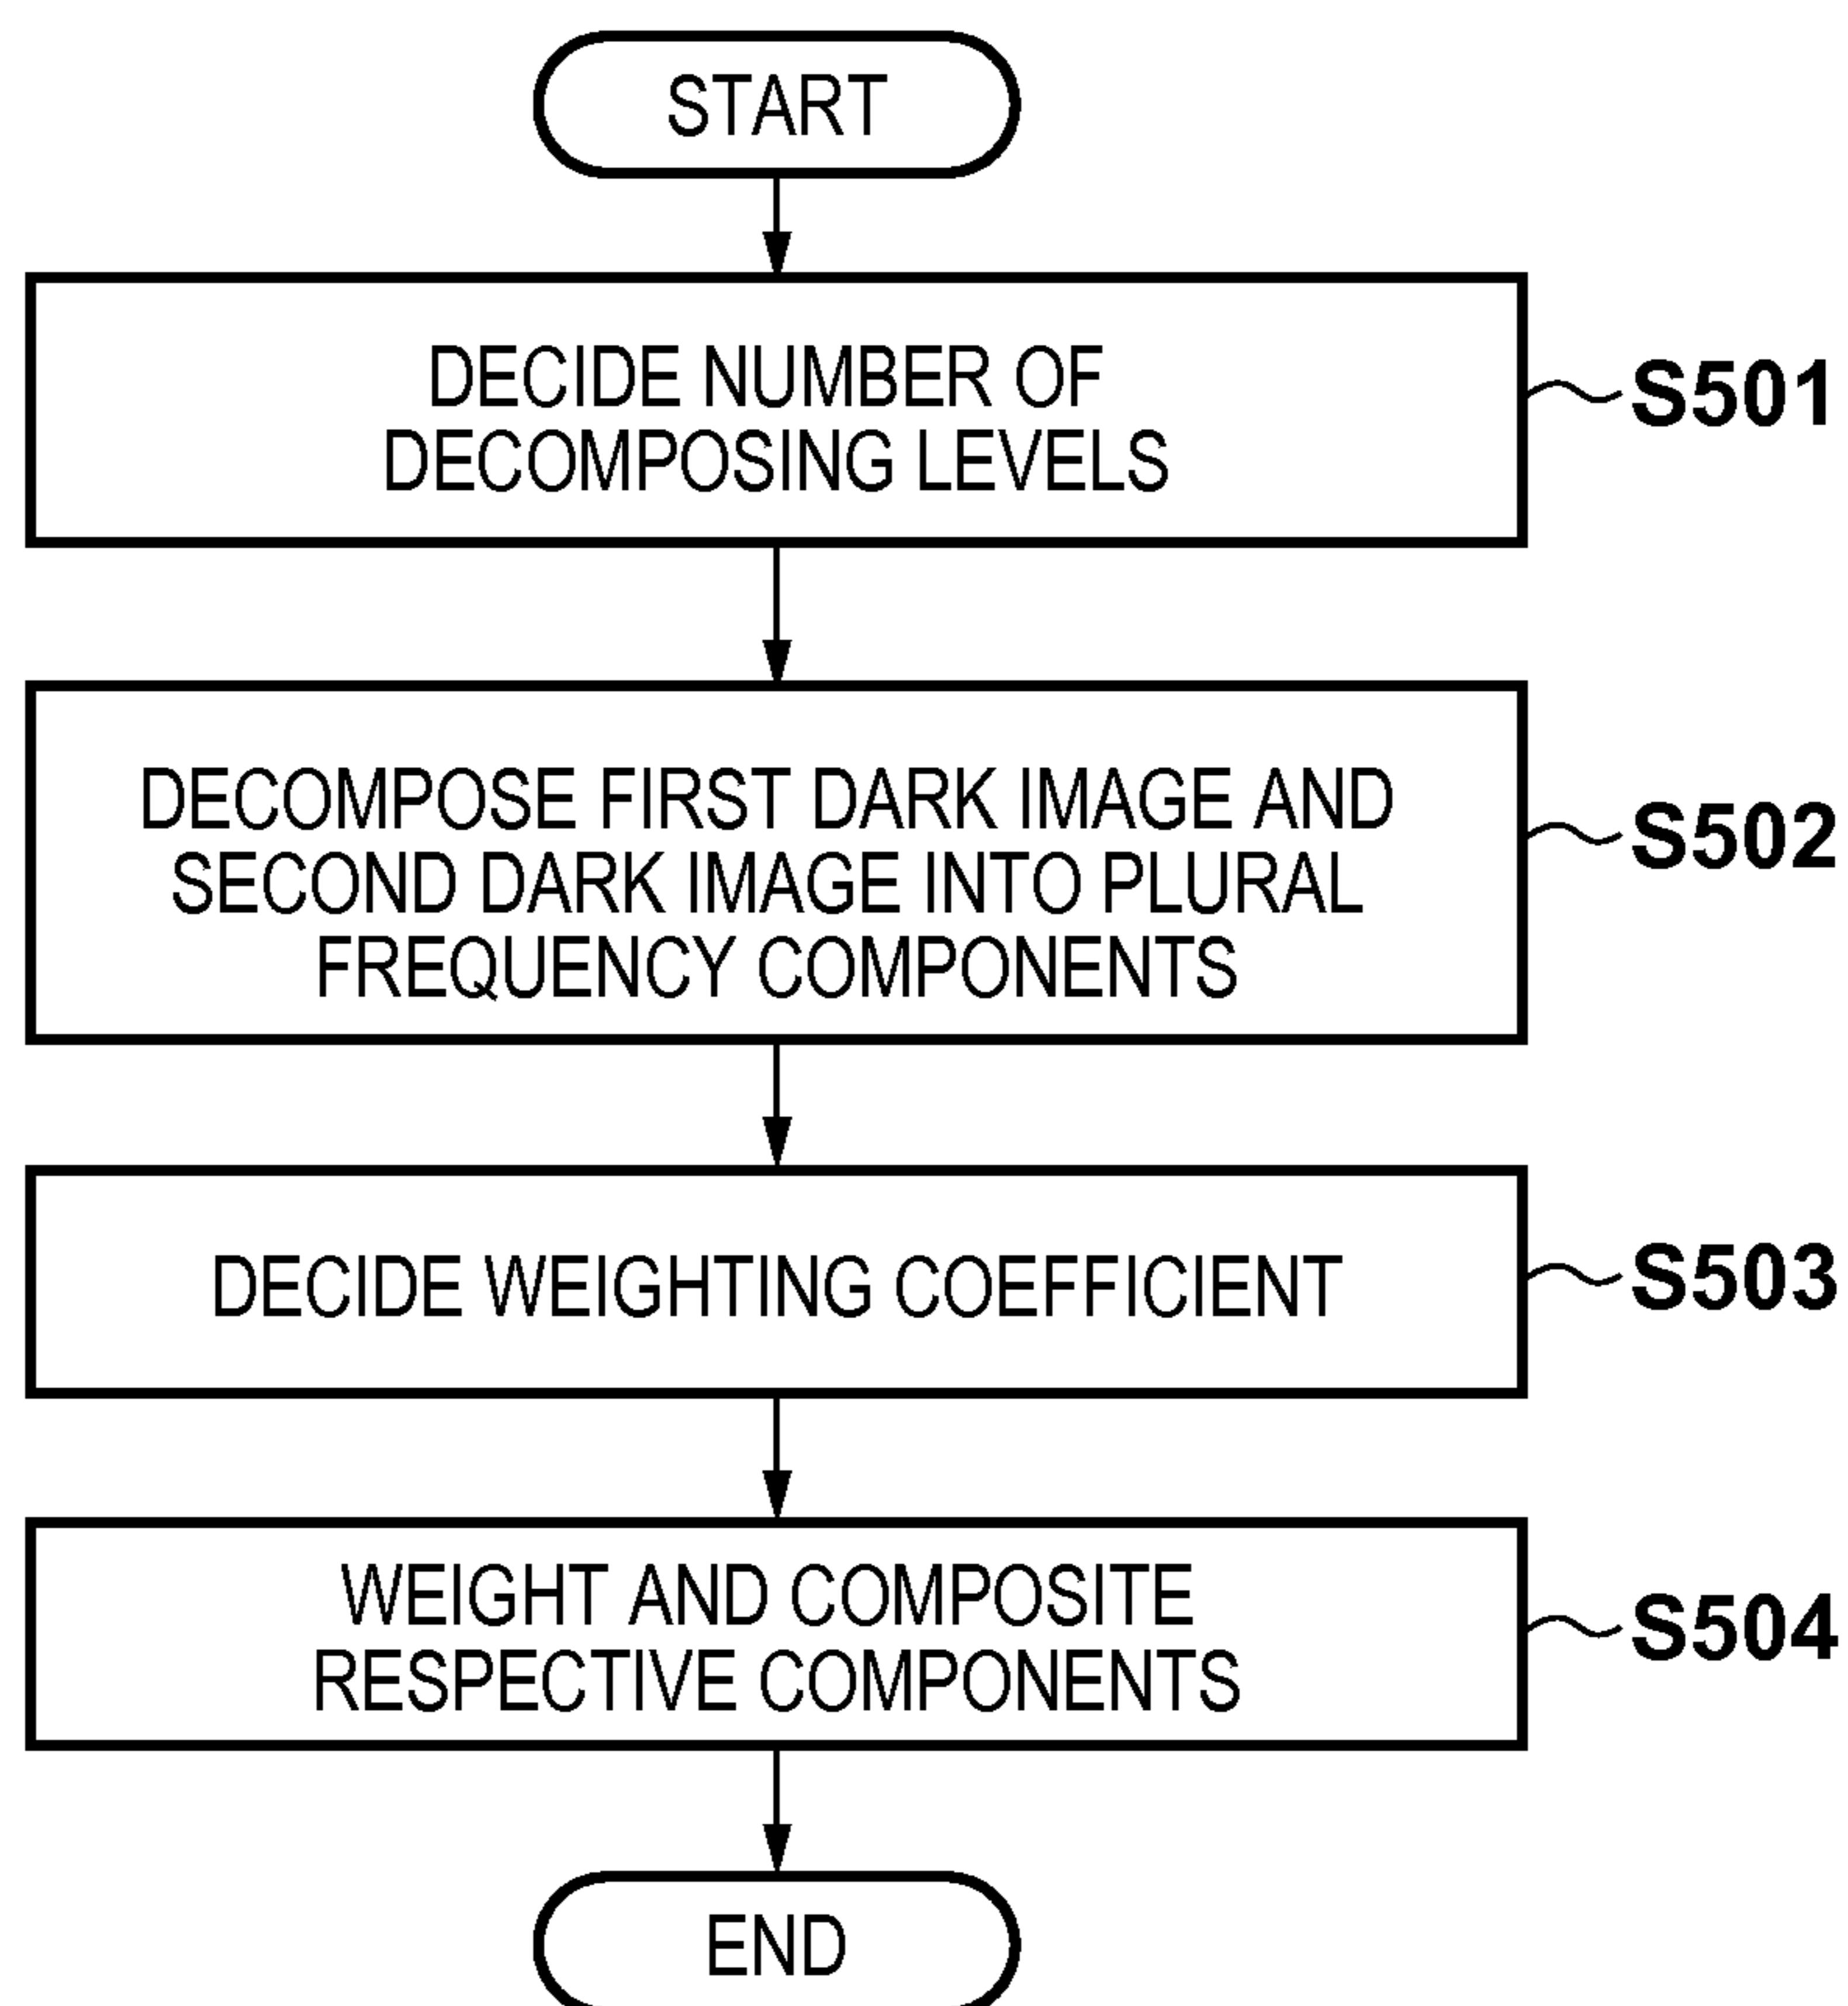 START
DECIDE NUMBER OF
DECOMPOSING LEVELS
S501
DECOMPOSE FIRST DARK IMAGE AND
SECOND DARK IMAGE INTO PLURAL
FREQUENCY COMPONENTS
S502
DECIDE WEIGHTING COEFFICIENT
S503
WEIGHT AND COMPOSITE
RESPECTIVE COMPONENTS
S504
END